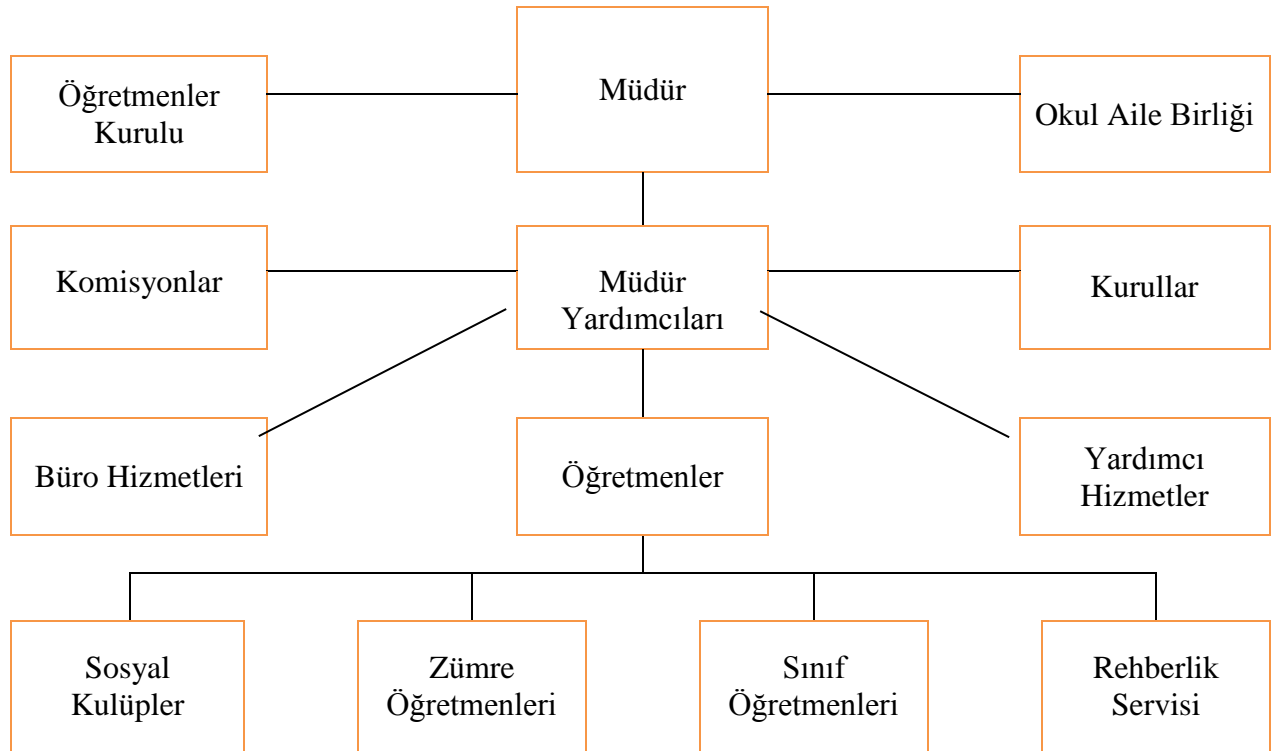 Müdür
Öğretmenler
Kurulu
Okul Aile Birliği
Komisyonlar
Müdür
Yardımcıları
Kurullar
Büro Hizmetleri
Öğretmenler
Yardımcı
Hizmetler
Sosyal
Kulüpler
Zümre
Öğretmenleri
Sınıf
Öğretmenleri
Rehberlik
Servisi